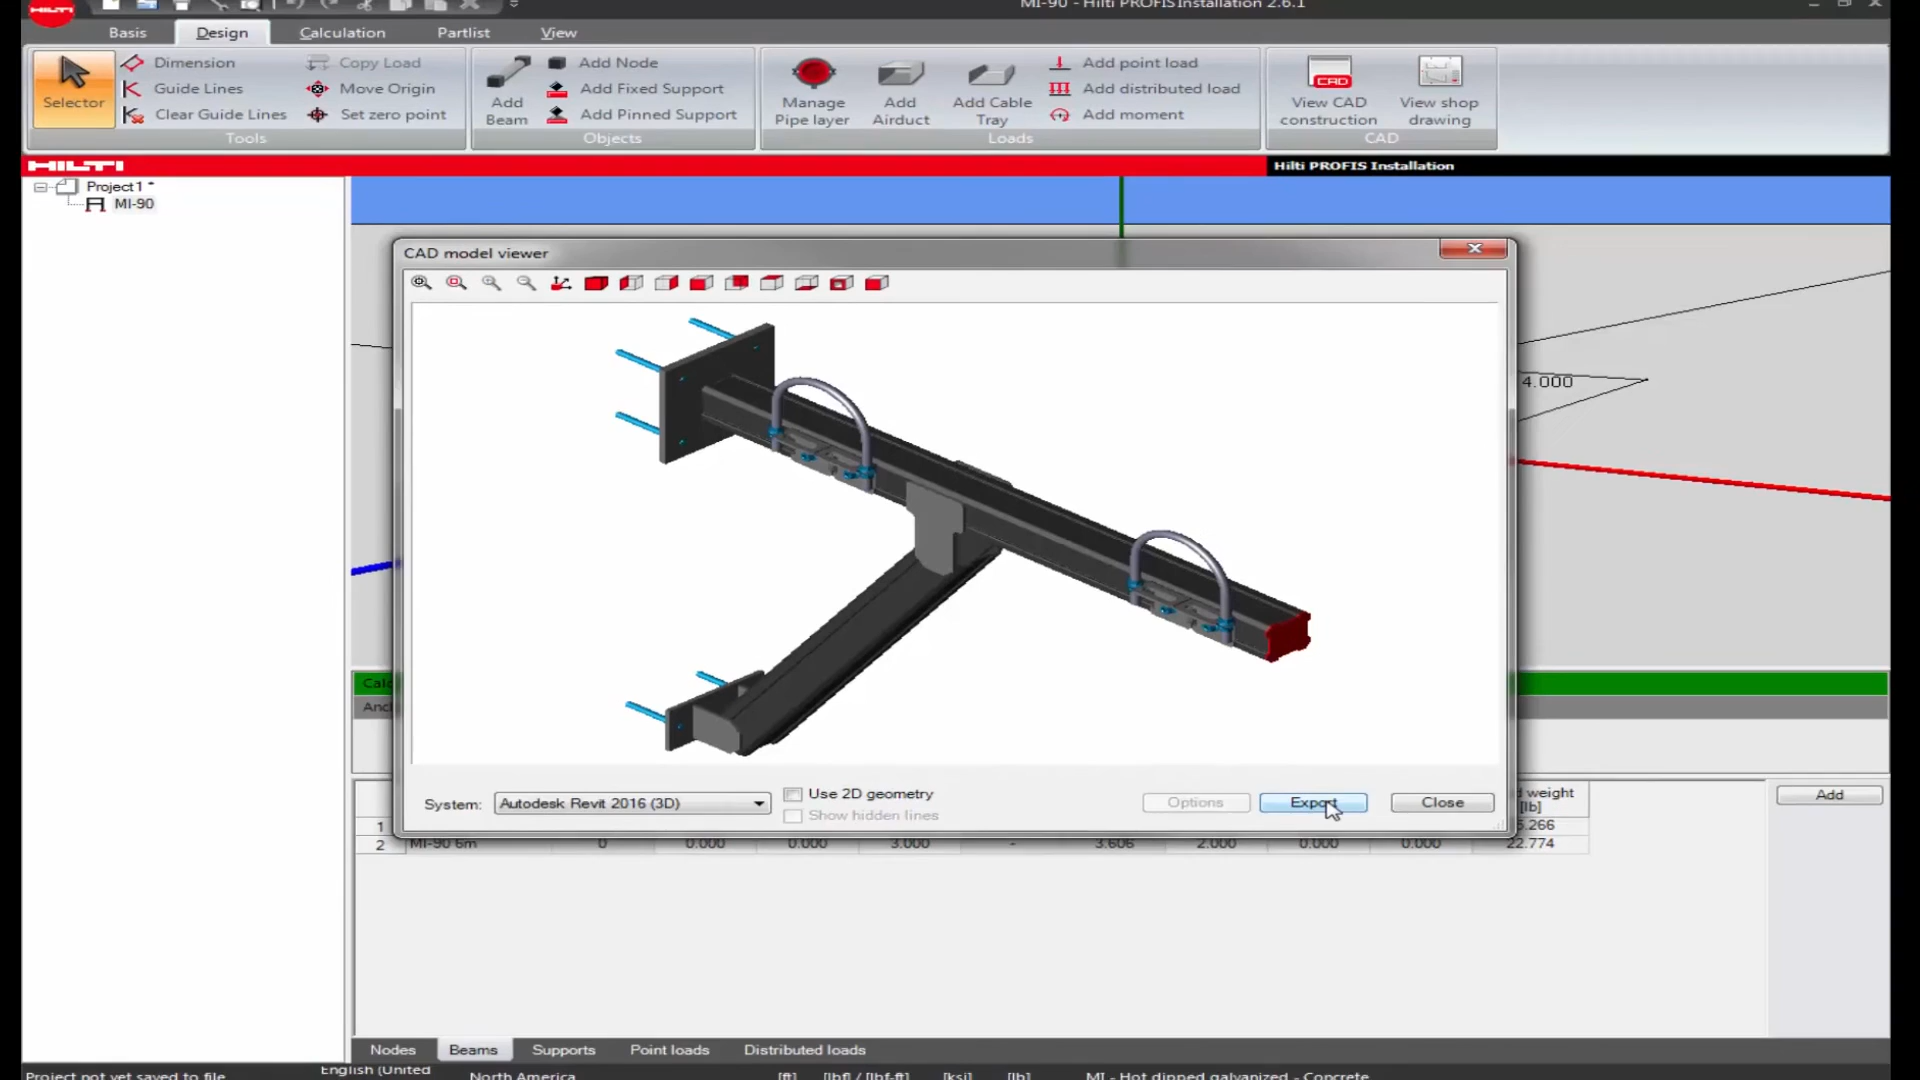 HILTI
MI-90 - Hilti PROFIS Installation 2.6.1
Basis Design Calculation Partlist View
Selector
Dimension
Guide Lines
Clear Guide Lines
Copy Load
Move Origin
Set zero point
Tools
Add
Beam
Add Node
Add Fixed Support
Add Pinned Support
Objects
Manage
Pipe layer
Add
Airduct
Add Cable
Tray
Add point load
Add distributed load
Add moment
Loads
View CAD
construction
View shop
drawing
CAD
HILTI
Hilti PROFIS Installation
Project1 *
MI-90
CAD model viewer
4.000
System: Autodesk Revit 2016 (3D)
Use 2D geometry
Show hidden lines
Options Export Close
weight
[lb]
Add
1
.266
2 MI-90 6m 0 0.000 0.000 3.000 - 3.606 2.000 0.000 0.000 22.774
Nodes Beams Supports Point loads Distributed loads
Project not yet saved to file English (United North America [ft] [lbf] / [lbf-ft] [ksi] [lb] MI - Hot dipped galvanized - Concrete